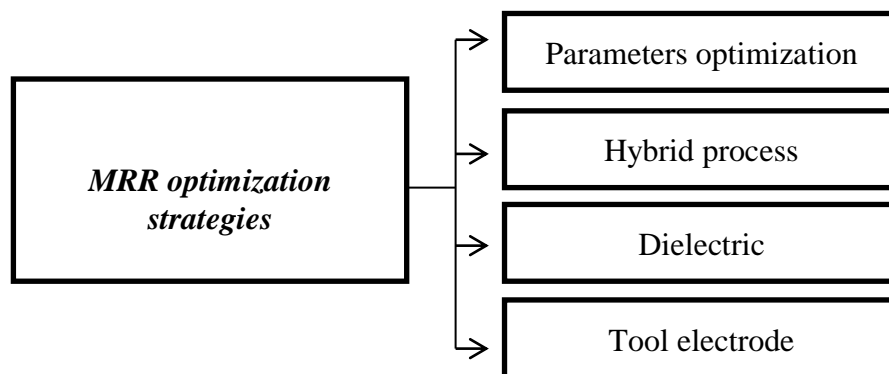 MRR optimization
strategies
Parameters optimization
Hybrid process
Dielectric
Tool electrode